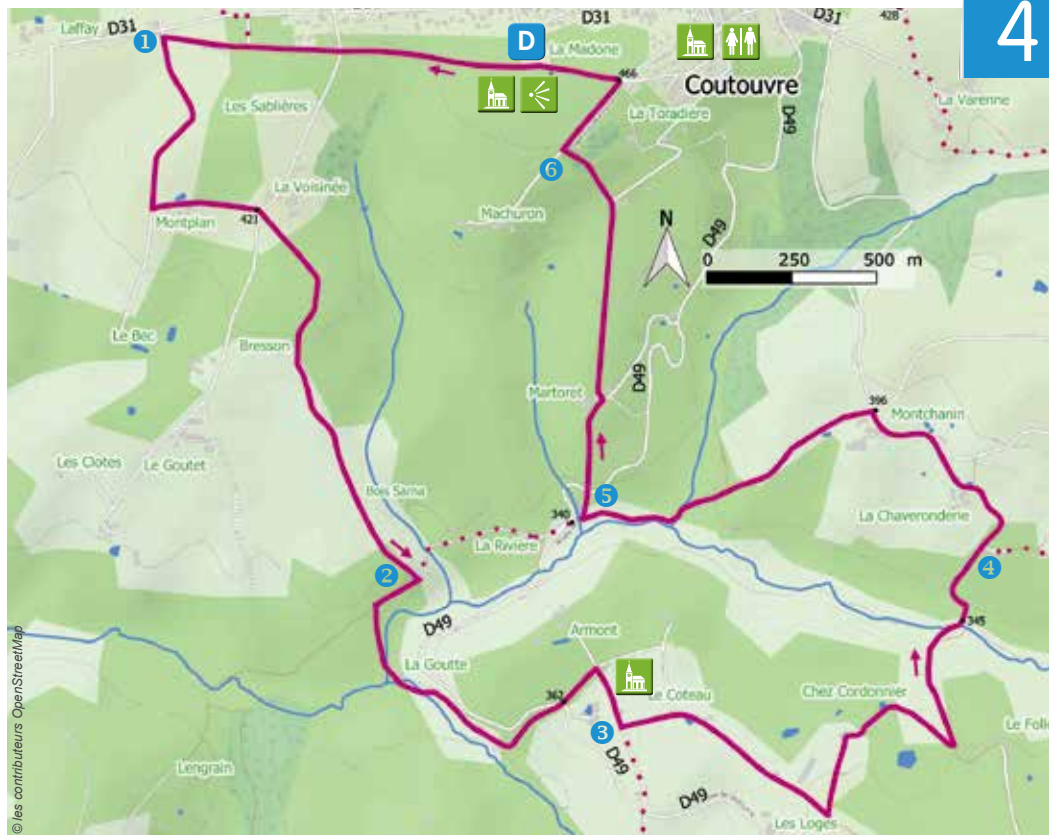 4
Laffay
D31
D31
D31
428
1
D
La Madone
466
Coutouvre
La Varenne
Les Sablières
La Toradière
D49
6
La Voisinée
Montplan
421
Machuron
N
D49
0 250 500 m
Le Bec
Bresson
D49
Martoret
396
Montchanin
Les Clotes
Le Goutet
Bois Sarna
5
340
La Rivière
La Chaveronderie
2
4
D49
Armont
345
La Goutte
362
Le Coteau
Chez Cordonnier
3
D49
Le Folle
Lengrain
D49
Les Loges
© les contributeurs OpenStreetMap